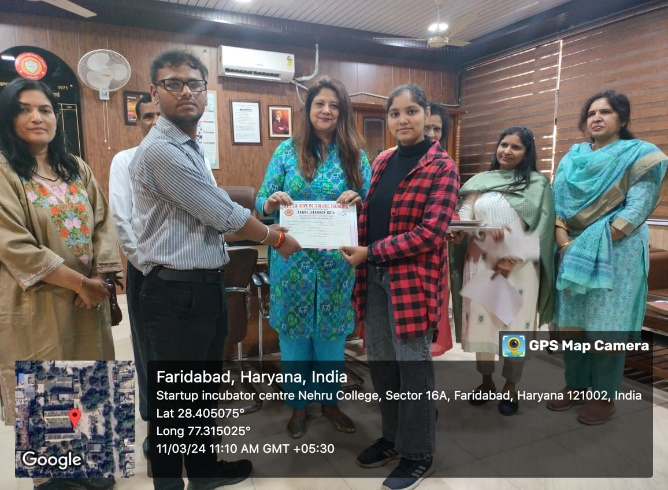 GPS Map Camera
Faridabad, Haryana, India
Startup incubator centre Nehru College, Sector 16A, Faridabad, Haryana 121002, India
Lat 28.405075°
Long 77.315025°
11/03/24 11:10 AM GMT +05:30
Google